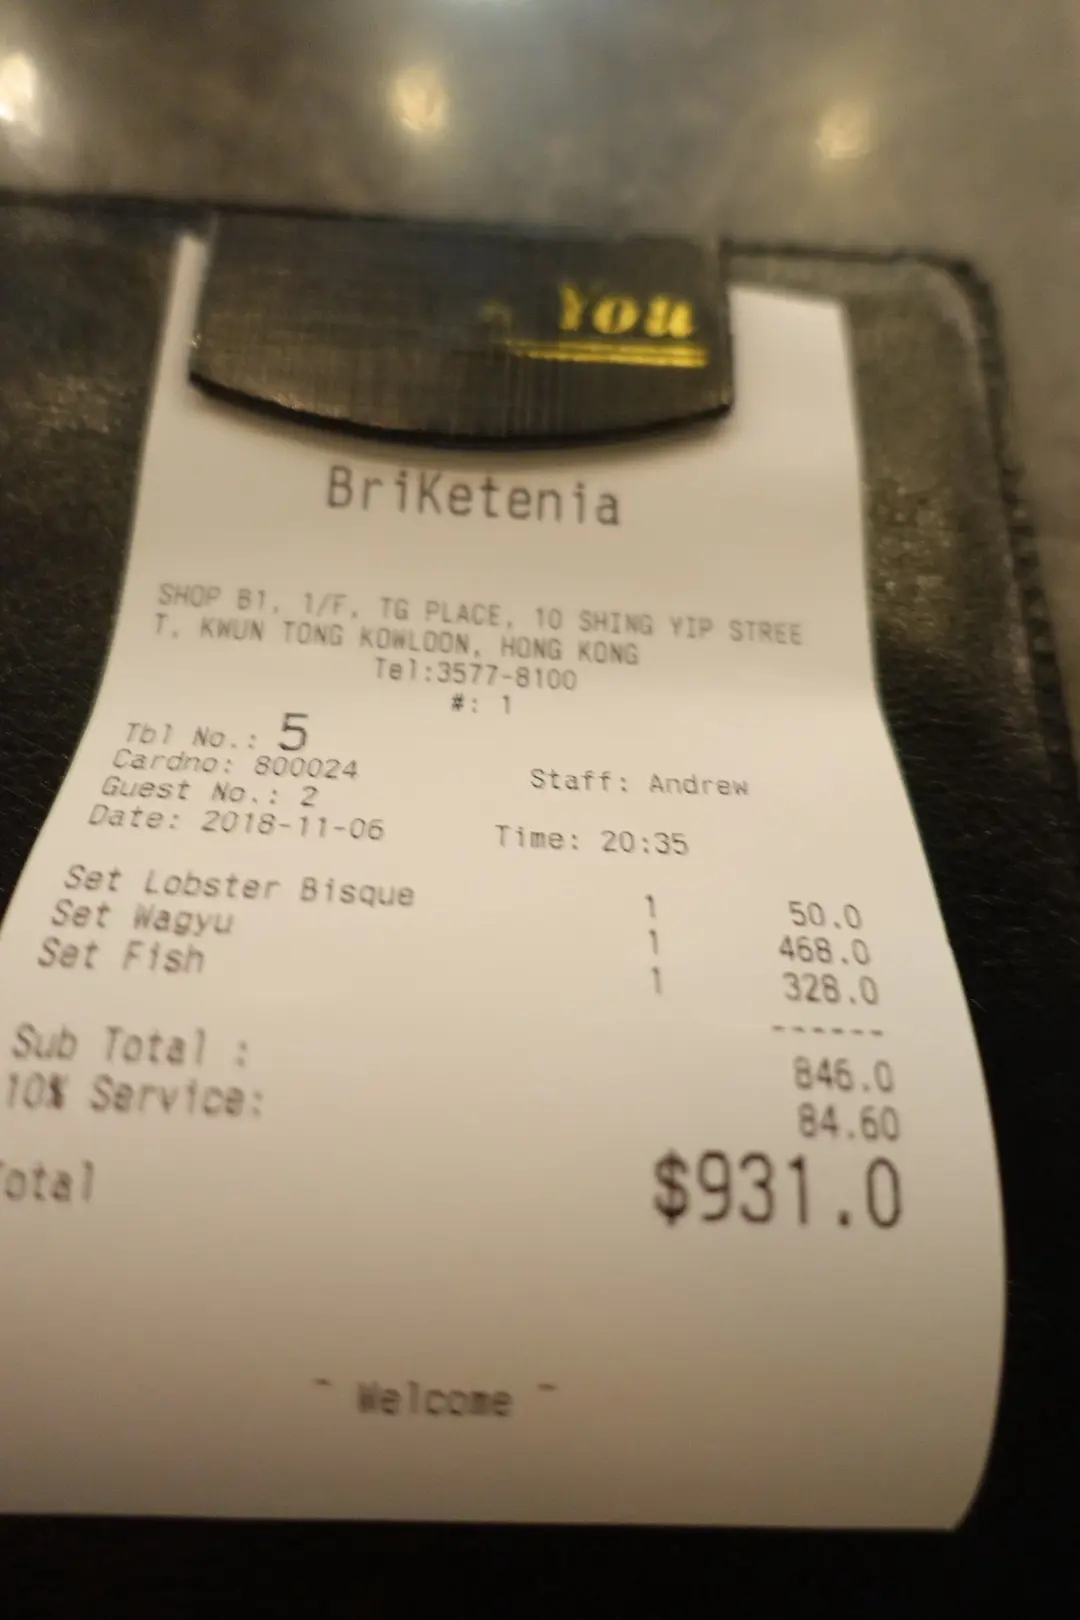 You
BriKetenia
SHOP B1, 1/F, TG PLACE, 10 SHING YIP STREE
T, KWUN TONG KOWLOON, HONG KONG
Tel:3577-8100
#: 1
Tbl No.: 5
Cardno: 800024 Staff: Andrew
Guest No.: 2
Date: 2018-11-06 Time: 20:35
Set Lobster Bisque 1 50.0
Set Wagyu 1 468.0
Set Fish 1 328.0
------
Sub Total : 846.0
10% Service: 84.60
otal $931.0
~ Welcome ~